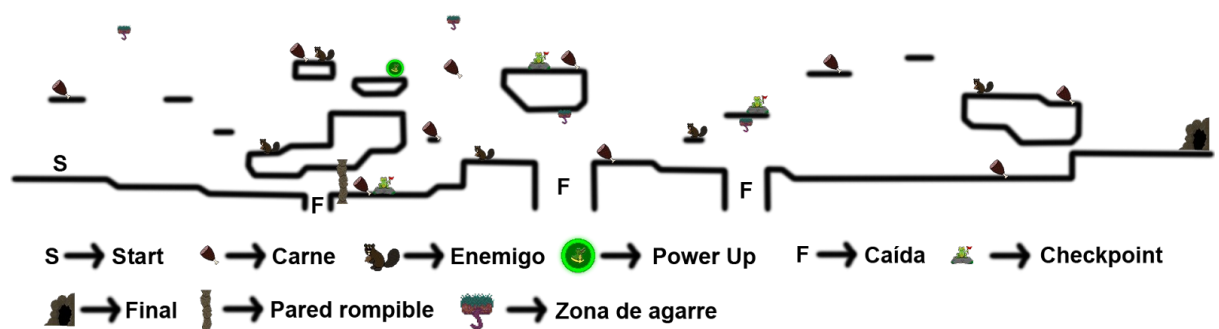 S
F
F
F
S Start
Carne
Enemigo
Power Up
F Caída
Checkpoint
Final
Pared rompible
Zona de agarre